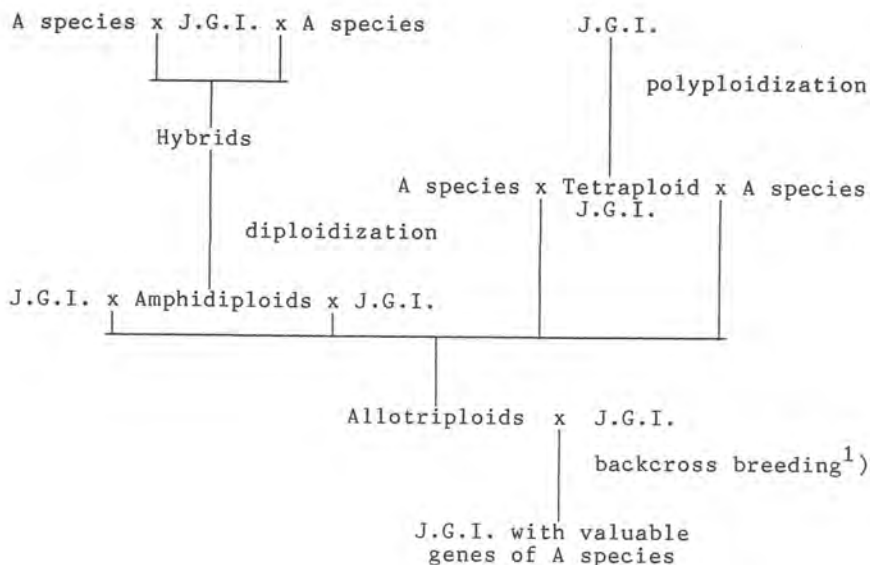 A species x J.G.I. x A species
J.G.I.
polyploidization
Hybrids
A species x Tetraploid x A species
J.G.I.
diploidization
J.G.I. x Amphidiploids x J.G.I.
Allotriploids x J.G.I.
backcross breeding1)
J.G.I. with valuable
genes of A species